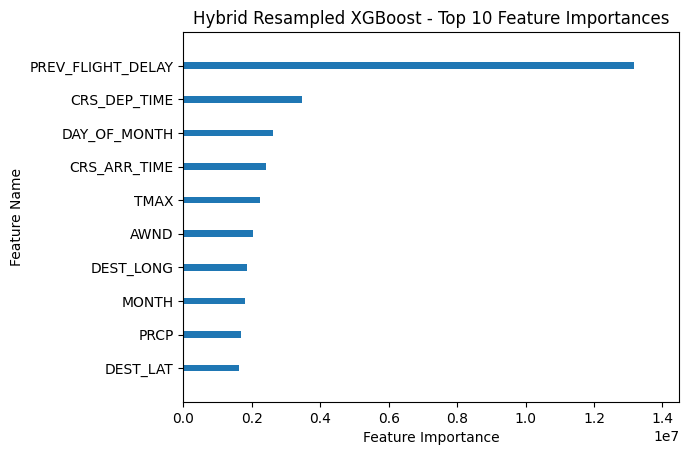 Hybrid Resampled XGBoost - Top 10 Feature Importances
Feature Name
PREV_FLIGHT_DELAY
CRS_DEP_TIME
DAY_OF_MONTH
CRS_ARR_TIME
TMAX
AWND
DEST_LONG
MONTH
PRCP
DEST_LAT
0.0 0.2 0.4 0.6 0.8 1.0 1.2 1.4
1e7
Feature Importance